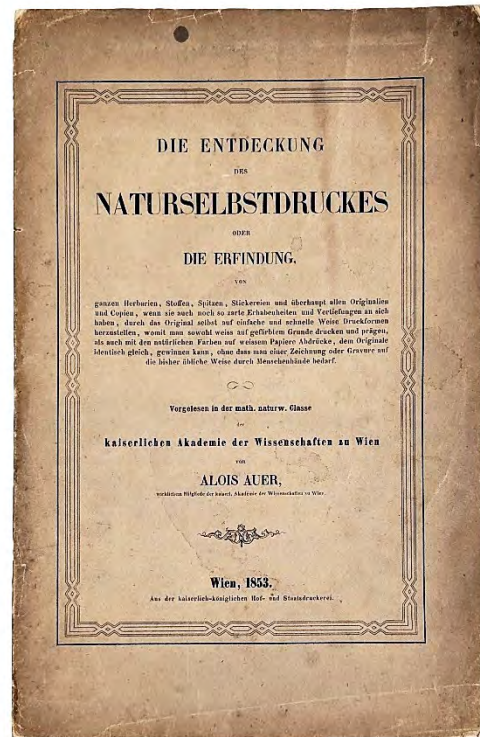 DIE ENTDECKUNG
DES
NATURSELBSTDRUCKES
ODER
DIE ERFINDUNG,
VON
ganzen Herbarien, Stoffen, Spitzen, Stickereien und überhaupt allen Originalien
und Copien, wenn sie auch noch so zarte Erhabenheiten und Vertiefungen an sich
haben, durch das Original selbst auf einfache und schnelle Weise Druckformen
herzustellen, womit man sowohl weiss auf gefärbtem Grunde drucken und prägen,
als auch mit den natürlichen Farben auf weissem Papiere Abdrücke, dem Originale
identisch gleich, gewinnen kann, ohne dass man einer Zeichnung oder Gravure auf
die bisher übliche Weise durch Menschenhände bedarf.
Vorgelesen in der math. naturw. Classe
der
kaiserlichen Akademie der Wissenschaften zu Wien
von
ALOIS AUER,
wirklichem Mitgliede der kaiserl. Akademie der Wissenschaften zu Wien.
Wien, 1853.
Aus der kaiserlich-königlichen Hof- und Staatsdruckerei.